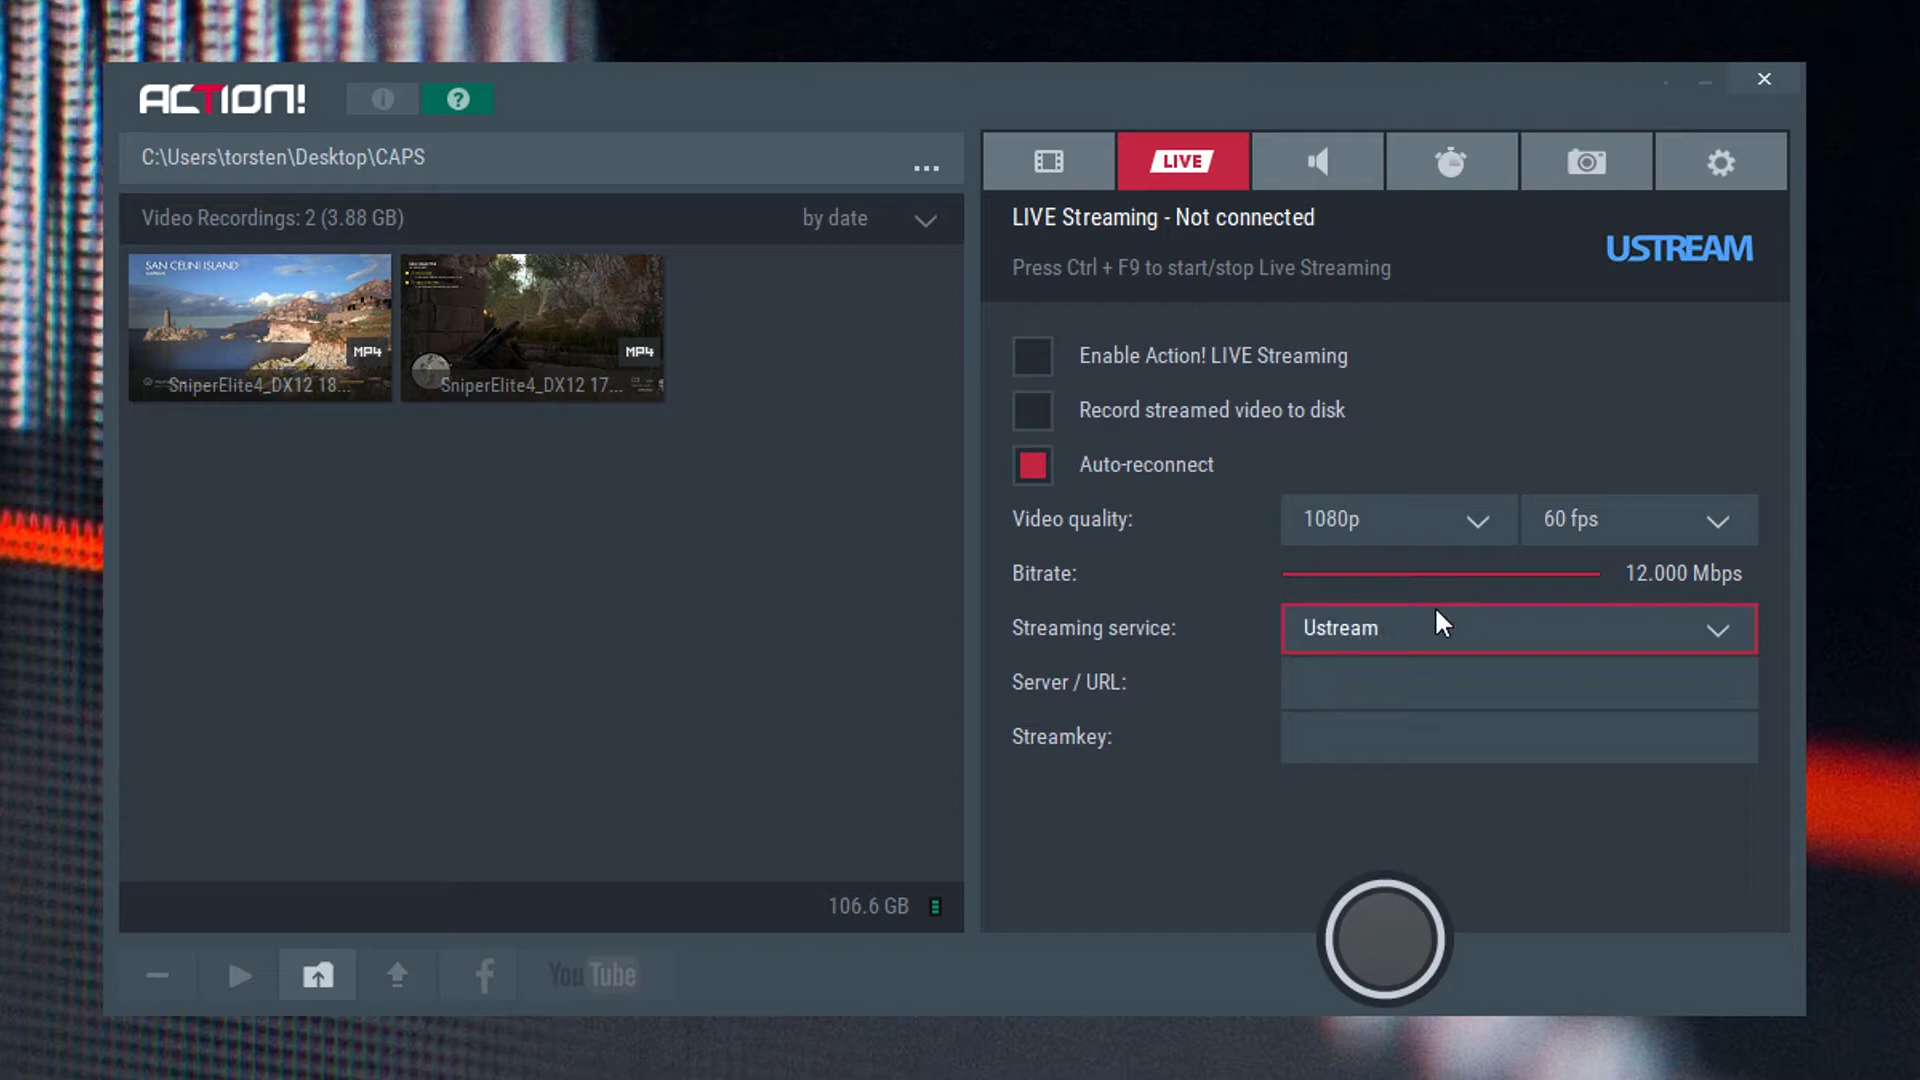 ACTION!
C:\Users\torsten\Desktop\CAPS
...
Video Recordings: 2 (3.88 GB)
by date
SAN CELINI ISLAND
MP4
SniperElite4_DX12 18...
MP4
SniperElite4_DX12 17...
106.6 GB
YouTube
LIVE
LIVE Streaming - Not connected
Press Ctrl + F9 to start/stop Live Streaming
USTREAM
Enable Action! LIVE Streaming
Record streamed video to disk
Auto-reconnect
Video quality:
1080p
60 fps
Bitrate:
12.000 Mbps
Streaming service:
Ustream
Server / URL:
Streamkey: